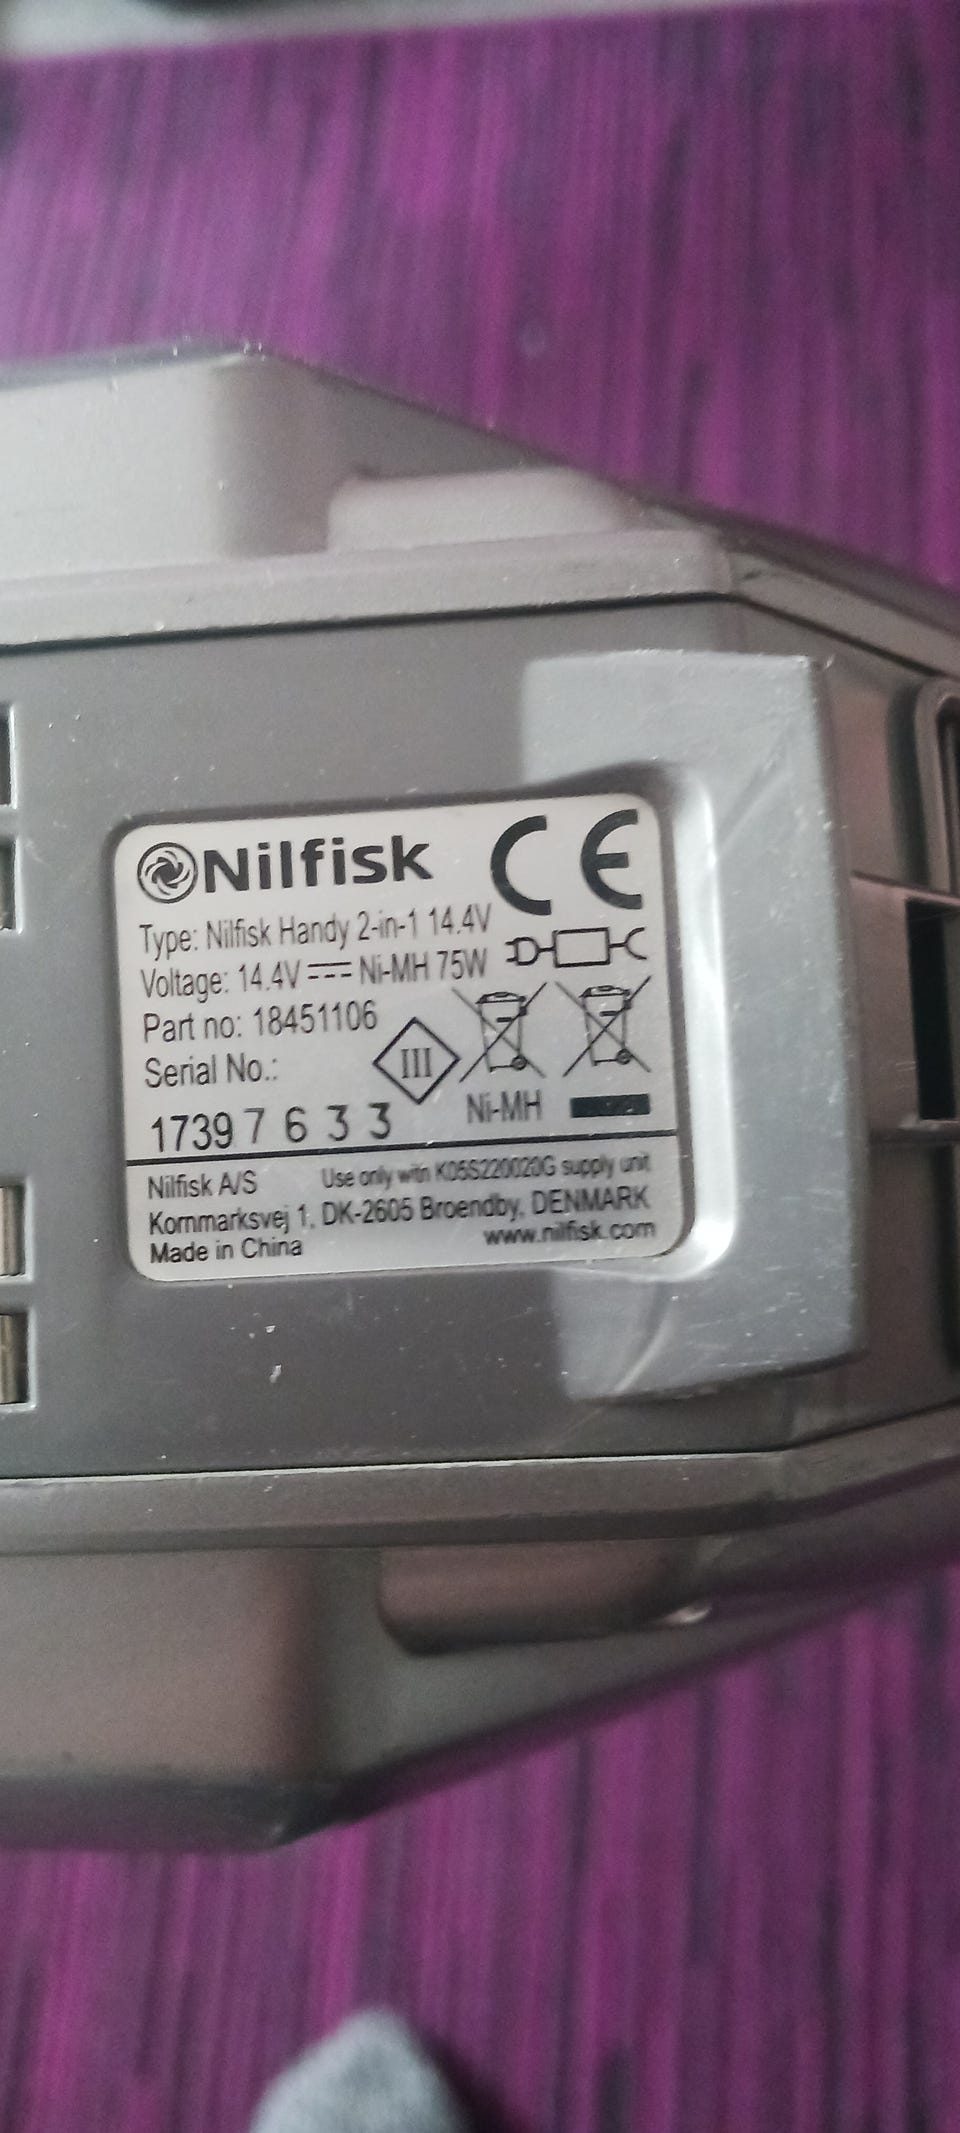 Nilfisk CE
Type: Nilfisk Handy 2-in-1 14.4V
Voltage: 14.4V Ni-MH 75W
Part no: 18451106
Serial No.:
III
17397633
Ni-MH
Nilfisk A/S Use only with K05S220020G supply unit
Kornmarksvej 1, DK-2605 Broendby, DENMARK
Made in China www.nilfisk.com